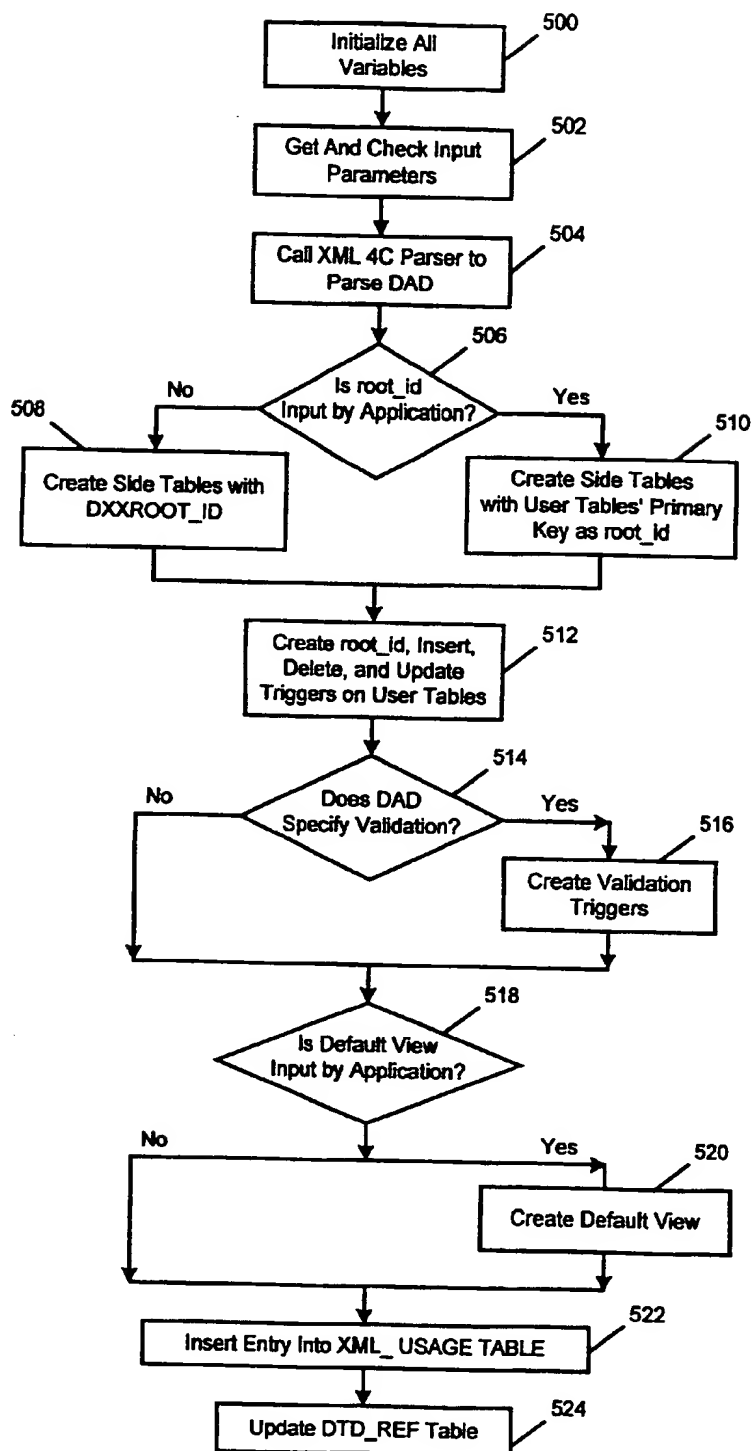 500
Initialize All
Variables
502
Get And Check Input
Parameters
504
Call XML 4C Parser to
Parse DAD
506
Is root_id
Input by Application?
No
Yes
508
Create Side Tables with
DXXROOT_ID
510
Create Side Tables
with User Tables' Primary
Key as root_id
512
Create root_id, Insert,
Delete, and Update
Triggers on User Tables
514
Does DAD
Specify Validation?
No
Yes
516
Create Validation
Triggers
518
Is Default View
Input by Application?
No
Yes
520
Create Default View
522
Insert Entry Into XML_ USAGE TABLE
524
Update DTD_REF Table